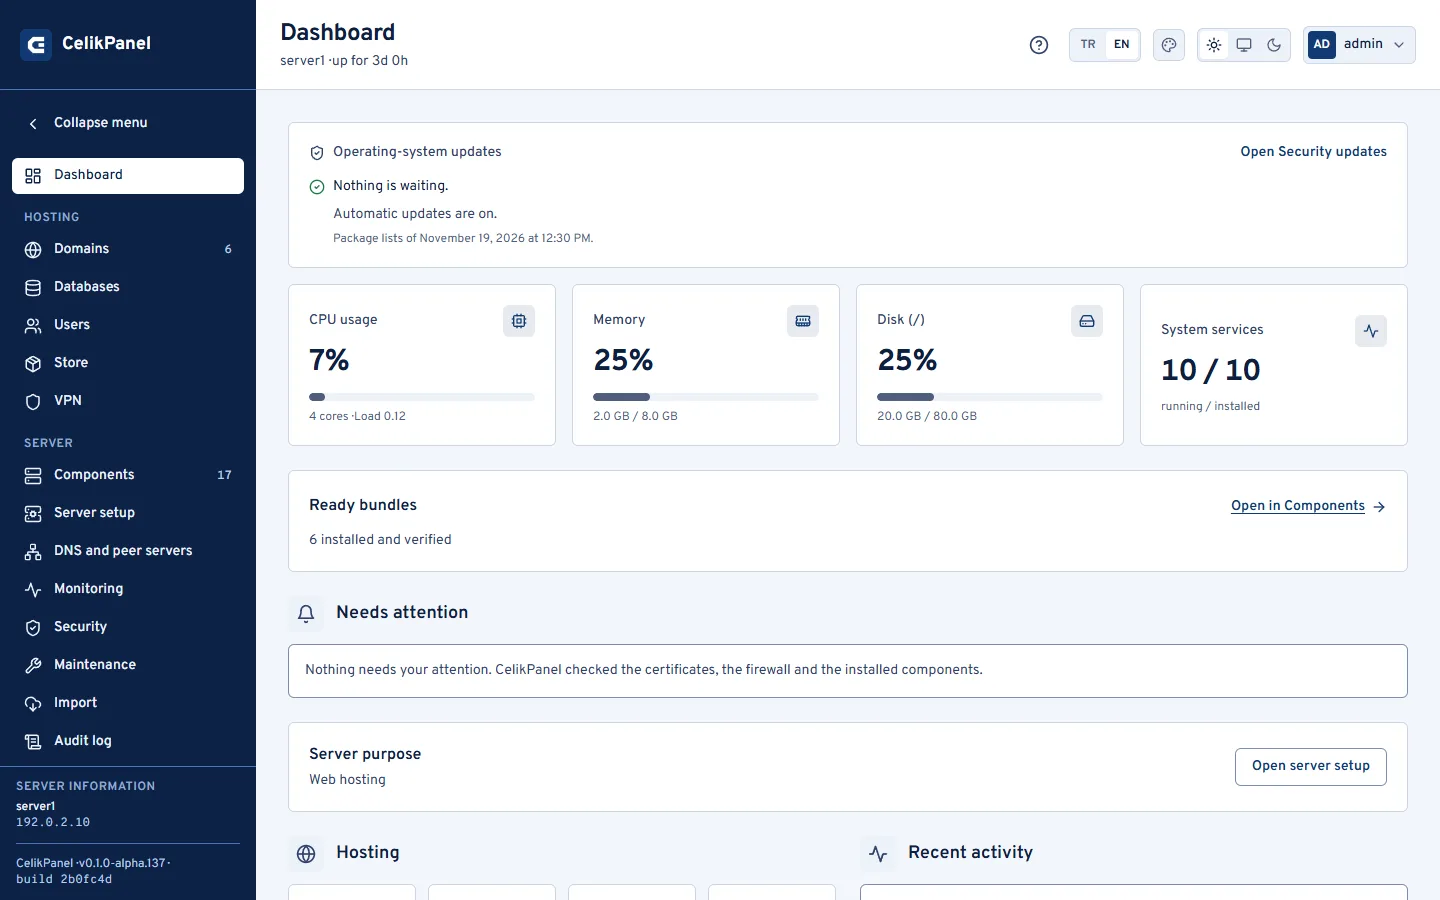 CelikPanel
Dashboard
server1 · up for 3d 0h
TR
EN
AD
admin
Collapse menu
Dashboard
HOSTING
Domains 6
Databases
Users
Store
VPN
SERVER
Components 17
Server setup
DNS and peer servers
Monitoring
Security
Maintenance
Import
Audit log
SERVER INFORMATION
server1
192.0.2.10
CelikPanel · v0.1.0-alpha.137 ·
build 2b0fc4d
Operating-system updates
Open Security updates
Nothing is waiting.
Automatic updates are on.
Package lists of November 19, 2026 at 12:30 PM.
CPU usage
7%
4 cores · Load 0.12
Memory
25%
2.0 GB / 8.0 GB
Disk (/)
25%
20.0 GB / 80.0 GB
System services
10 / 10
running / installed
Ready bundles
Open in Components
6 installed and verified
Needs attention
Nothing needs your attention. CelikPanel checked the certificates, the firewall and the installed components.
Server purpose
Web hosting
Open server setup
Hosting
Recent activity